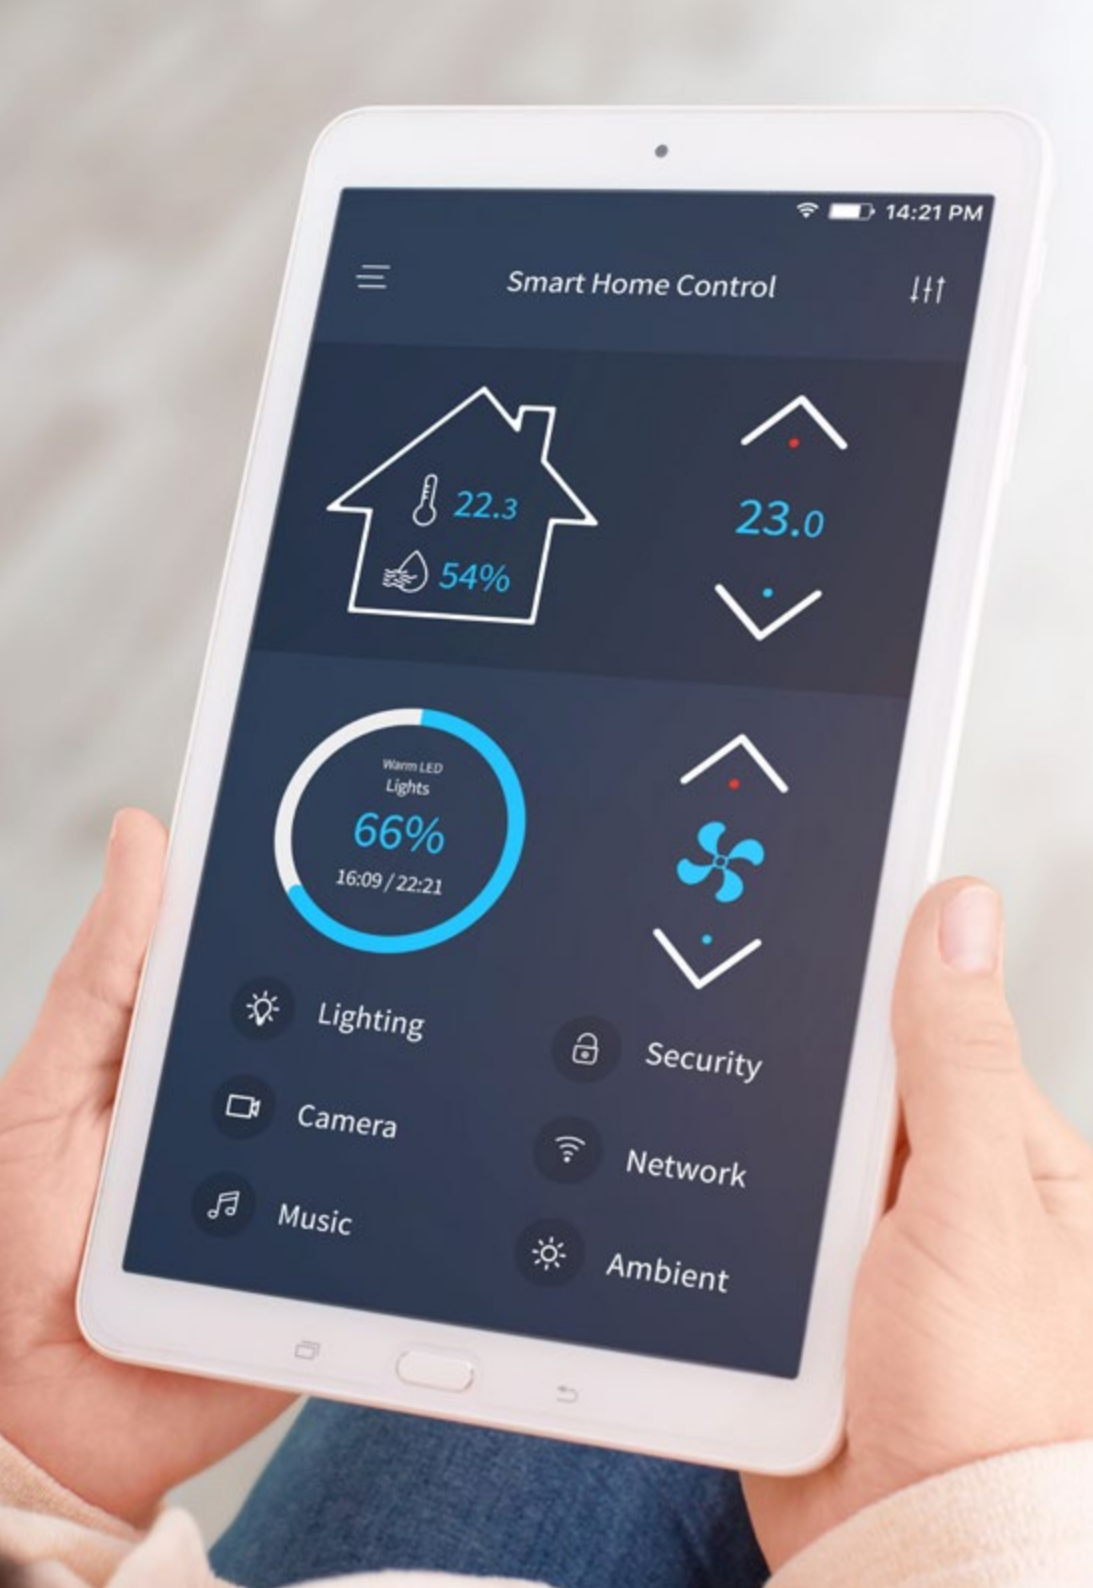 14:21 PM
Smart Home Control
22.3
54%
23.0
Warm LED
Lights
66%
16:09 / 22:21
Lighting
Security
Camera
Network
Music
Ambient